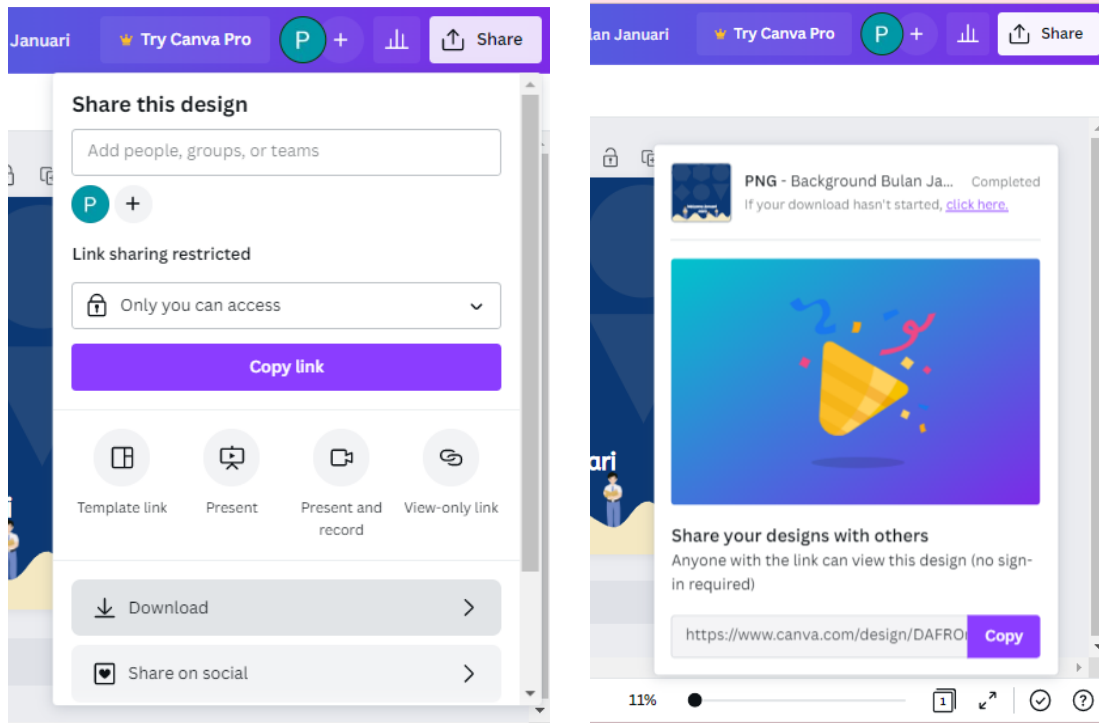 Januari
Try Canva Pro
P
+
Share
Share this design
Add people, groups, or teams
P
+
Link sharing restricted
Only you can access
Copy link
Template link
Present
Present and
record
View-only link
Download
Share on social
lan Januari
Try Canva Pro
P
+
Share
PNG - Background Bulan Ja... Completed
If your download hasn't started, click here.
ari
Share your designs with others
Anyone with the link can view this design (no sign-
in required)
https://www.canva.com/design/DAFRO
Copy
11%
1
?